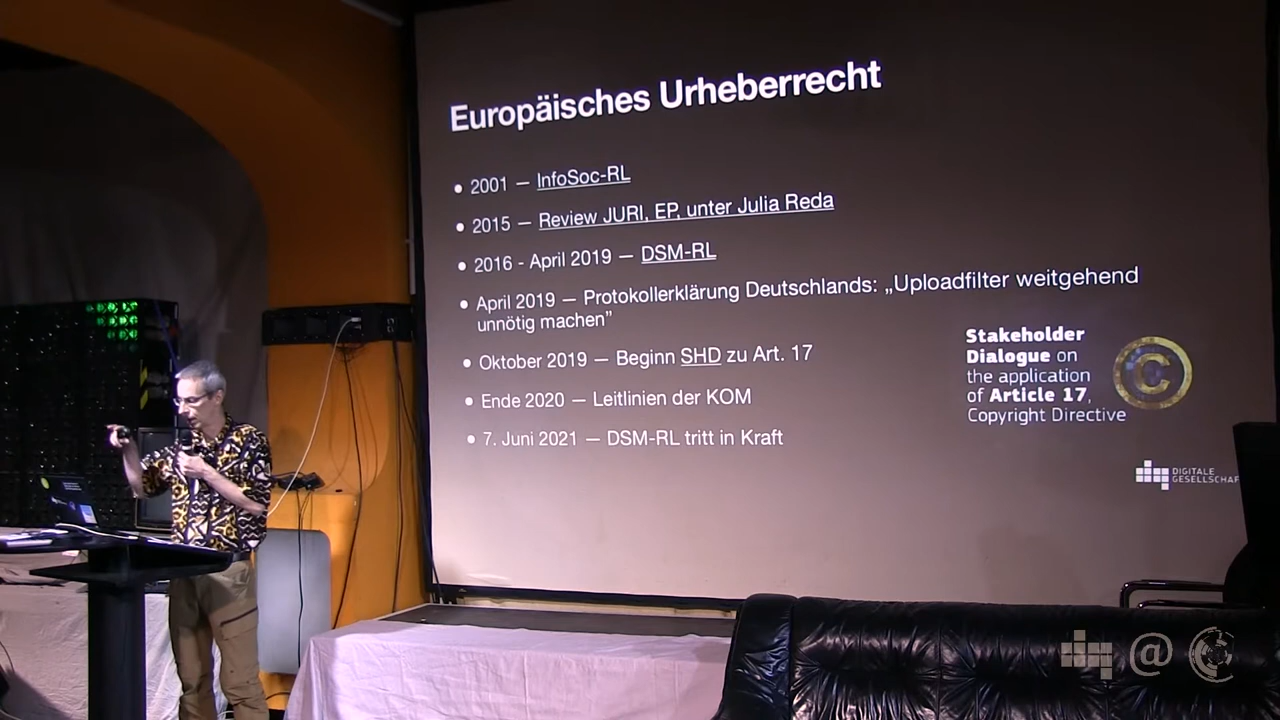 Europäisches Urheberrecht
• 2001 — InfoSoc-RL
• 2015 — Review JURI, EP, unter Julia Reda
• 2016 - April 2019 — DSM-RL
• April 2019 — Protokollerklärung Deutschlands: „Uploadfilter weitgehend
unnötig machen”
• Oktober 2019 — Beginn SHD zu Art. 17
• Ende 2020 — Leitlinien der KOM
• 7. Juni 2021 — DSM-RL tritt in Kraft
Stakeholder
Dialogue on
the application
of Article 17,
Copyright Directive
©
DIGITALE
GESELLSCHAF
@